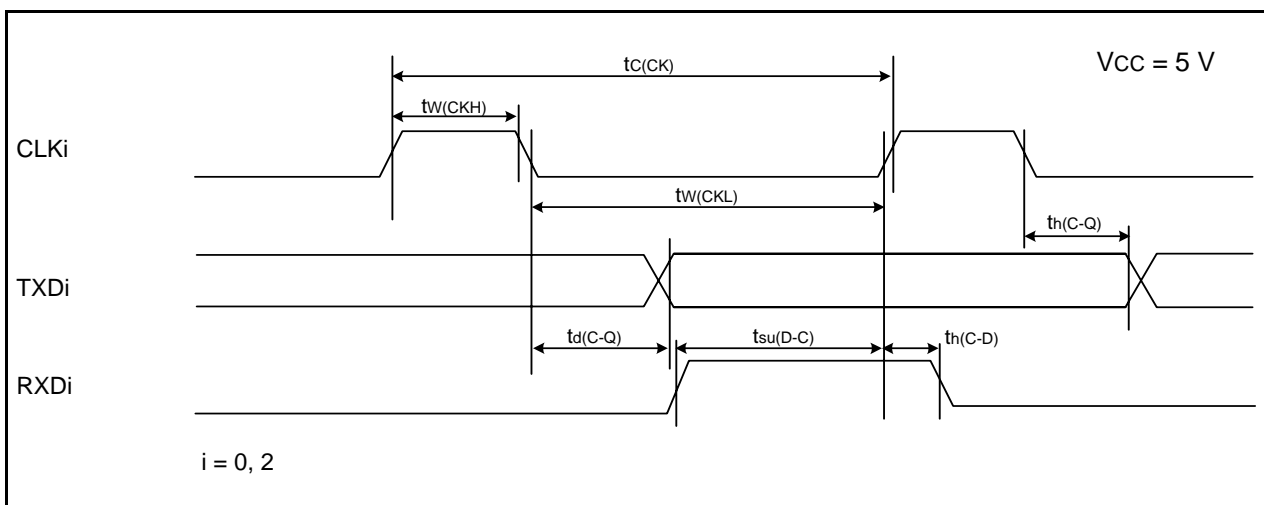 tC(CK)
VCC = 5 V
tW(CKH)
CLKi
tW(CKL)
th(C-Q)
TXDi
td(C-Q)
tsu(D-C)
th(C-D)
RXDi
i = 0, 2